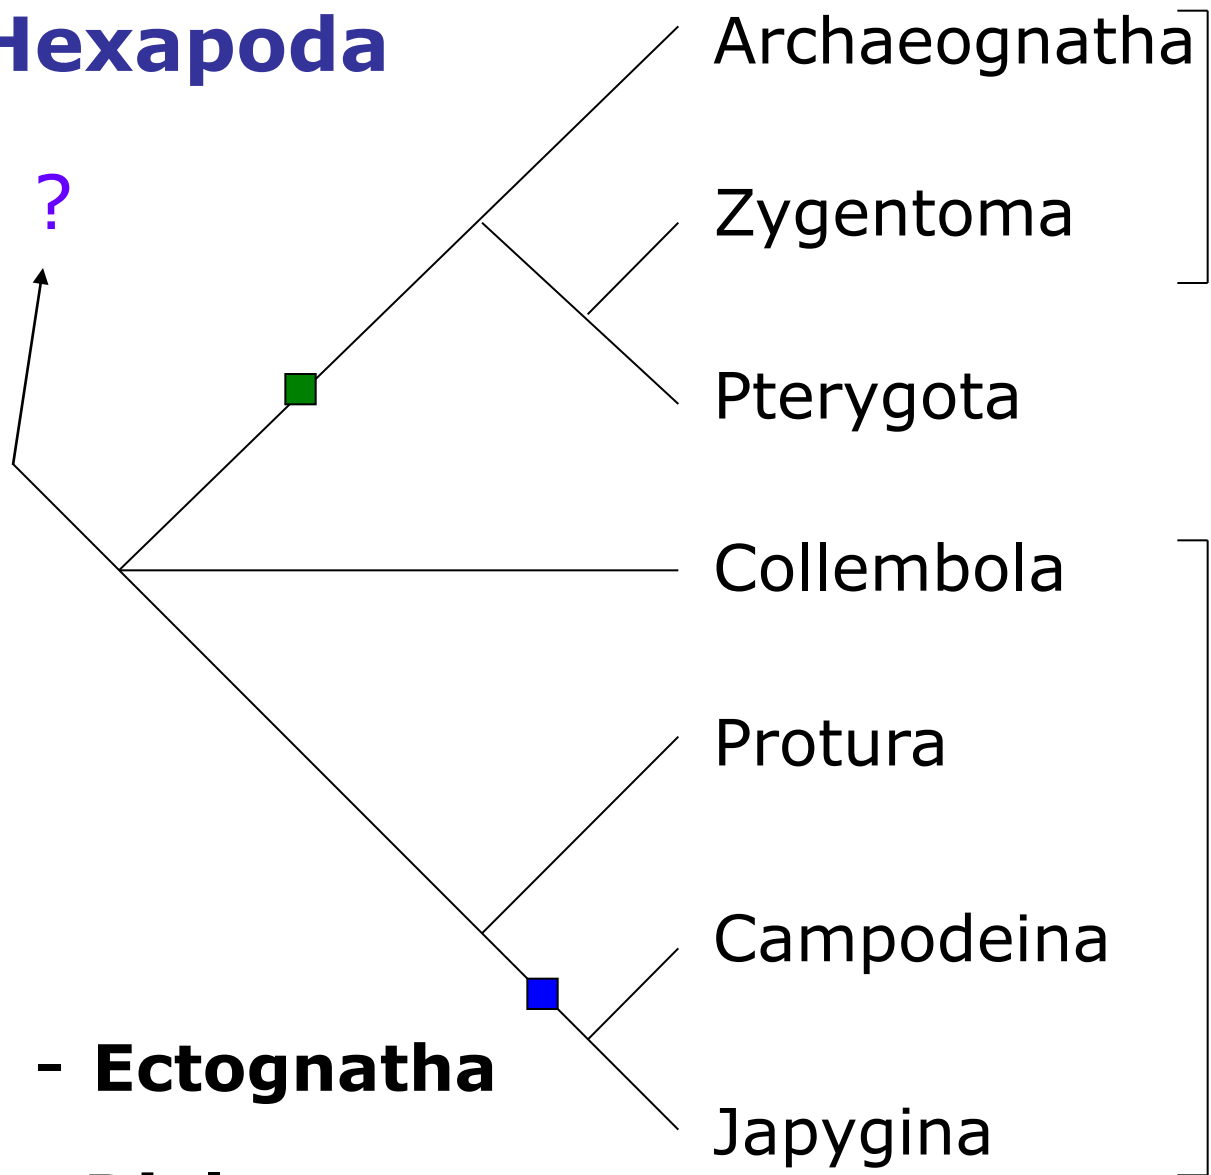 Hexapoda
?
Archaeognatha
Zygentoma
Pterygota
Collembola
Protura
Campodeina
Japygina
- Ectognatha